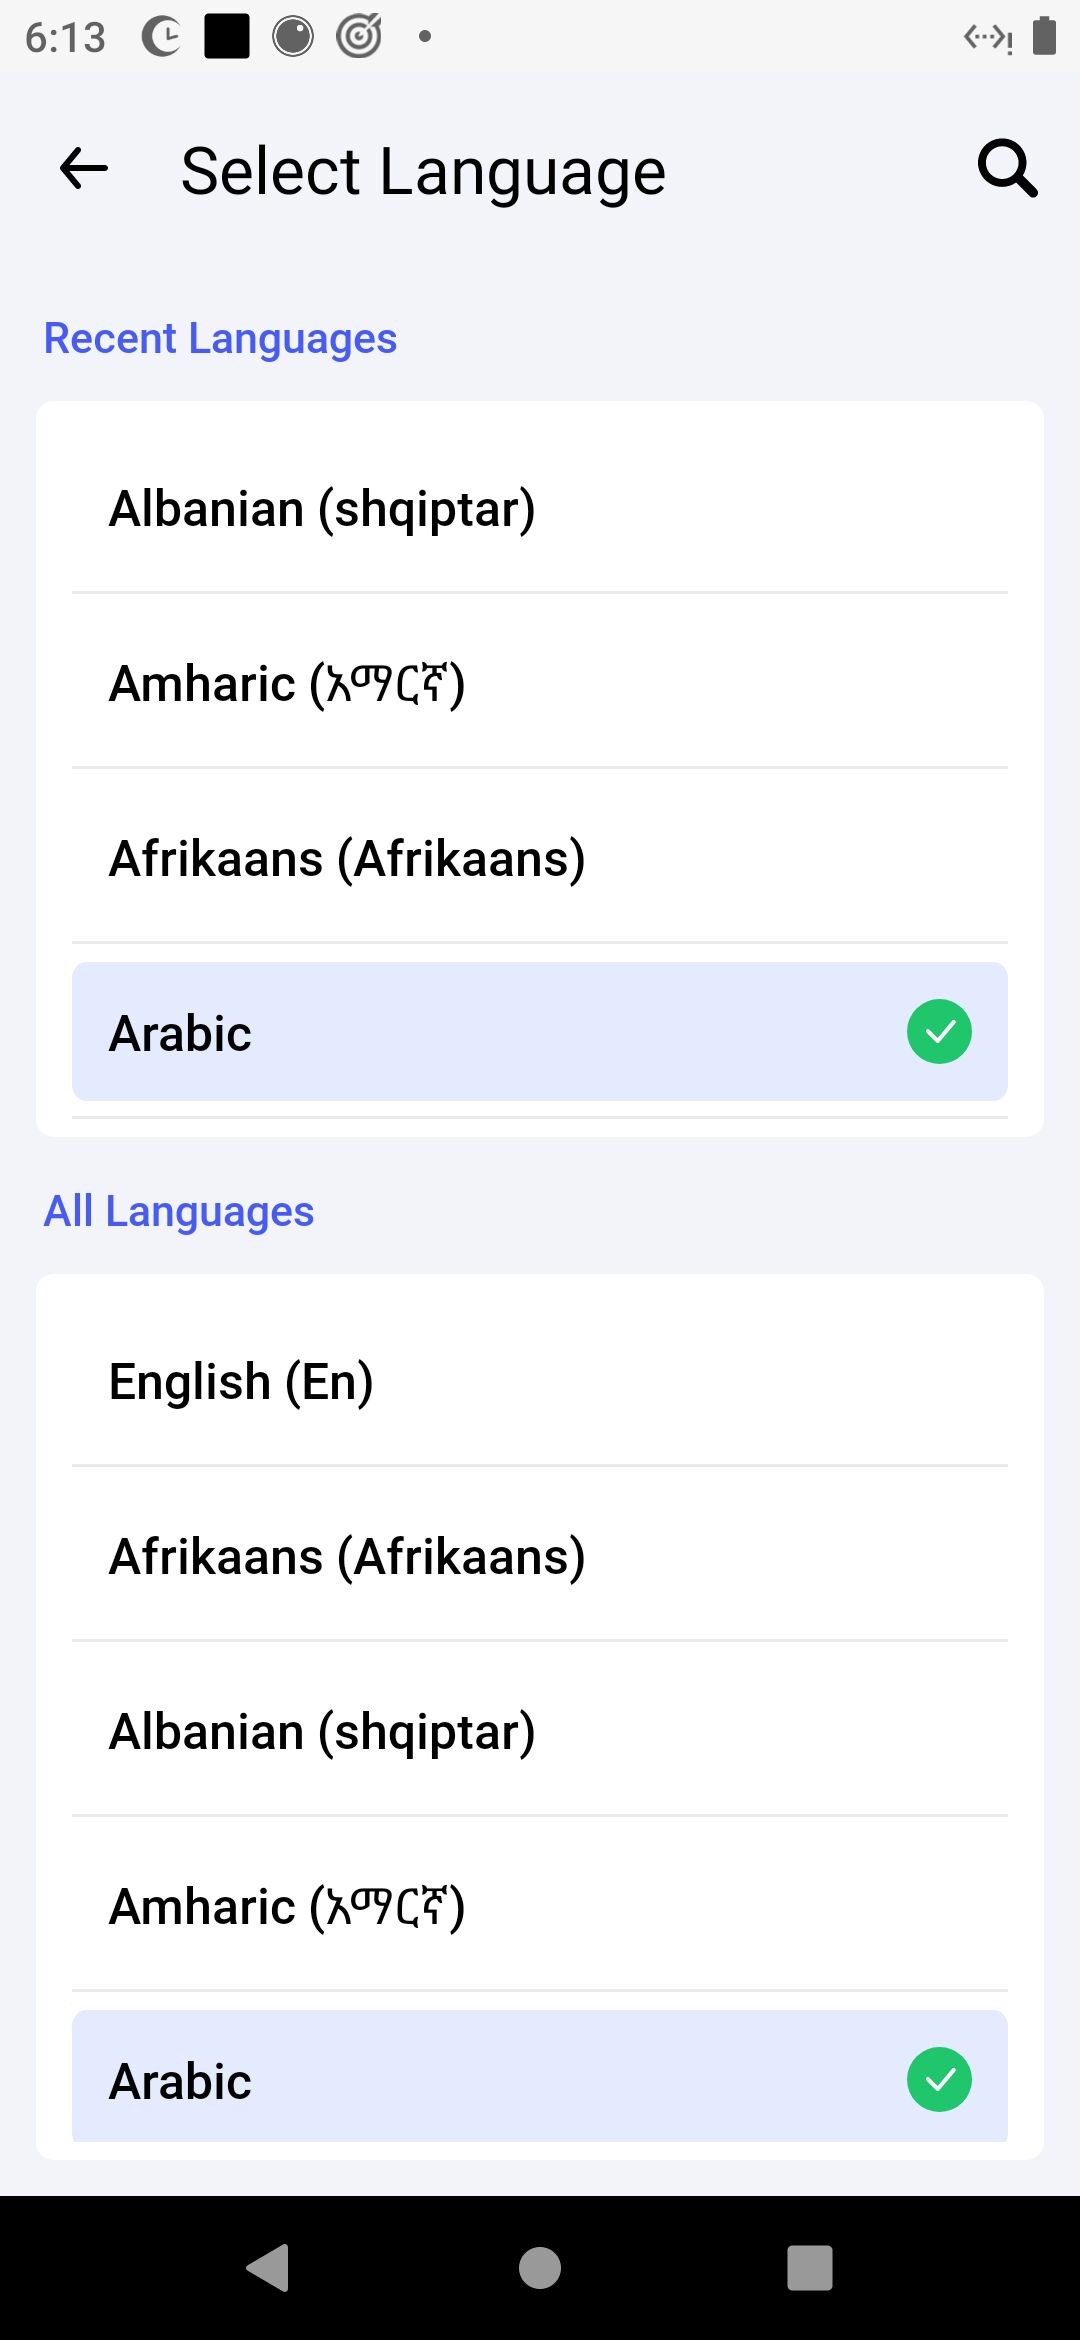 6:13
Select Language
Recent Languages
Albanian (shqiptar)
Amharic (አማርኛ)
Afrikaans (Afrikaans)
Arabic
All Languages
English (En)
Afrikaans (Afrikaans)
Albanian (shqiptar)
Amharic (አማርኛ)
Arabic